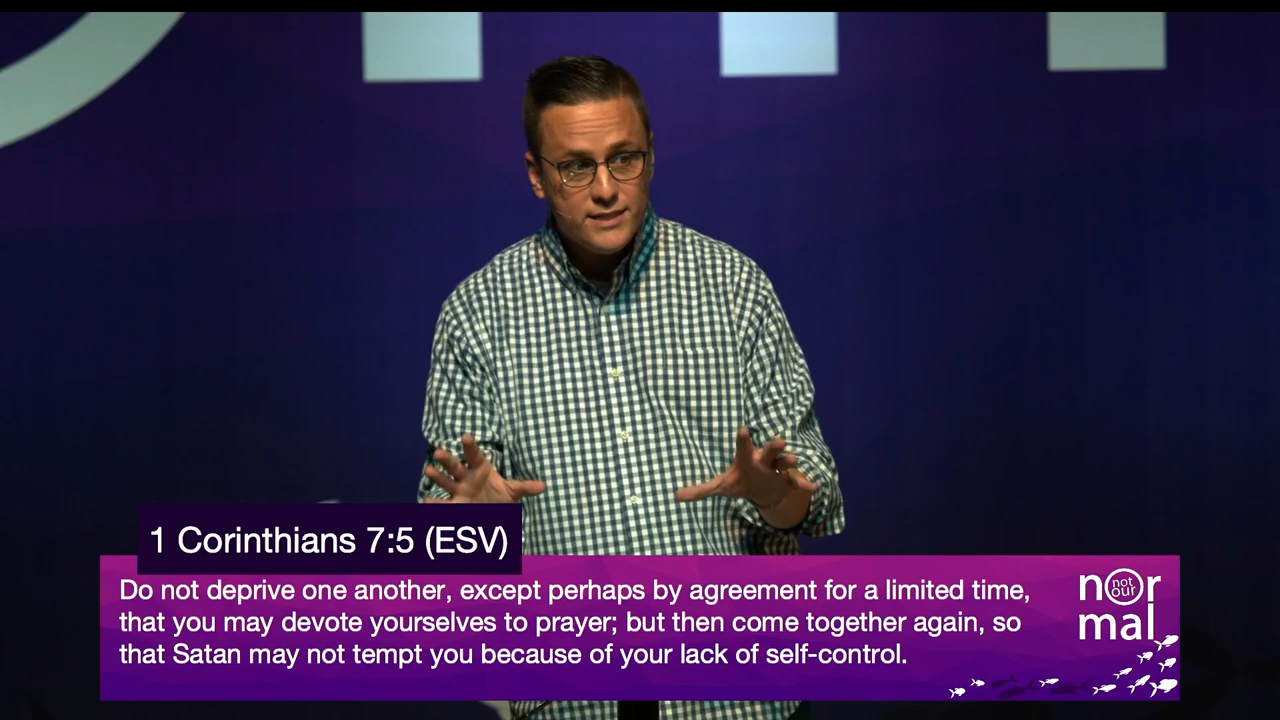 1 Corinthians 7:5 (ESV)
Do not deprive one another, except perhaps by agreement for a limited time,
that you may devote yourselves to prayer; but then come together again, so
that Satan may not tempt you because of your lack of self-control.
nor
not
our
mal